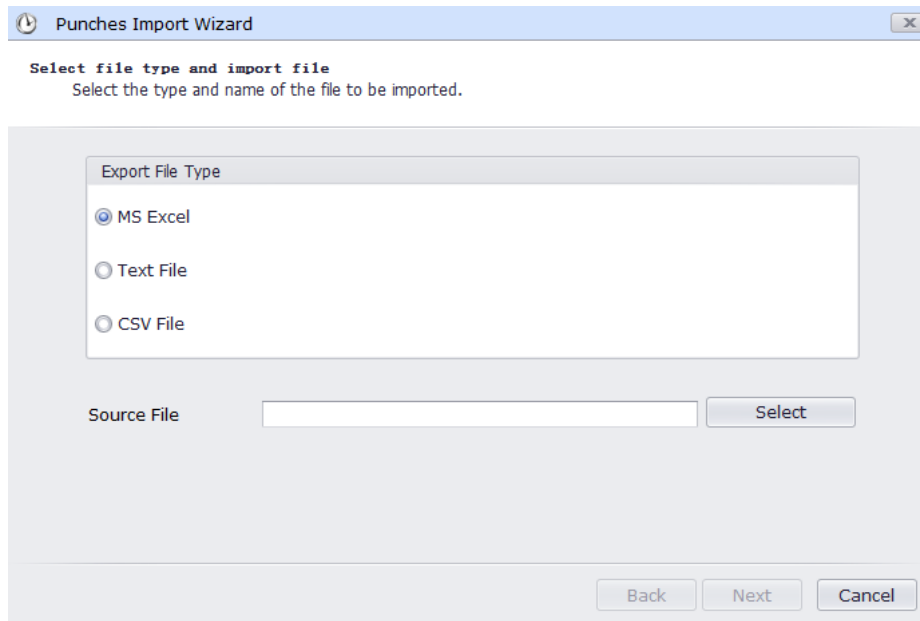 Punches Import Wizard
Select file type and import file
Select the type and name of the file to be imported.
Export File Type
MS Excel
Text File
CSV File
Source File Select
Back Next Cancel